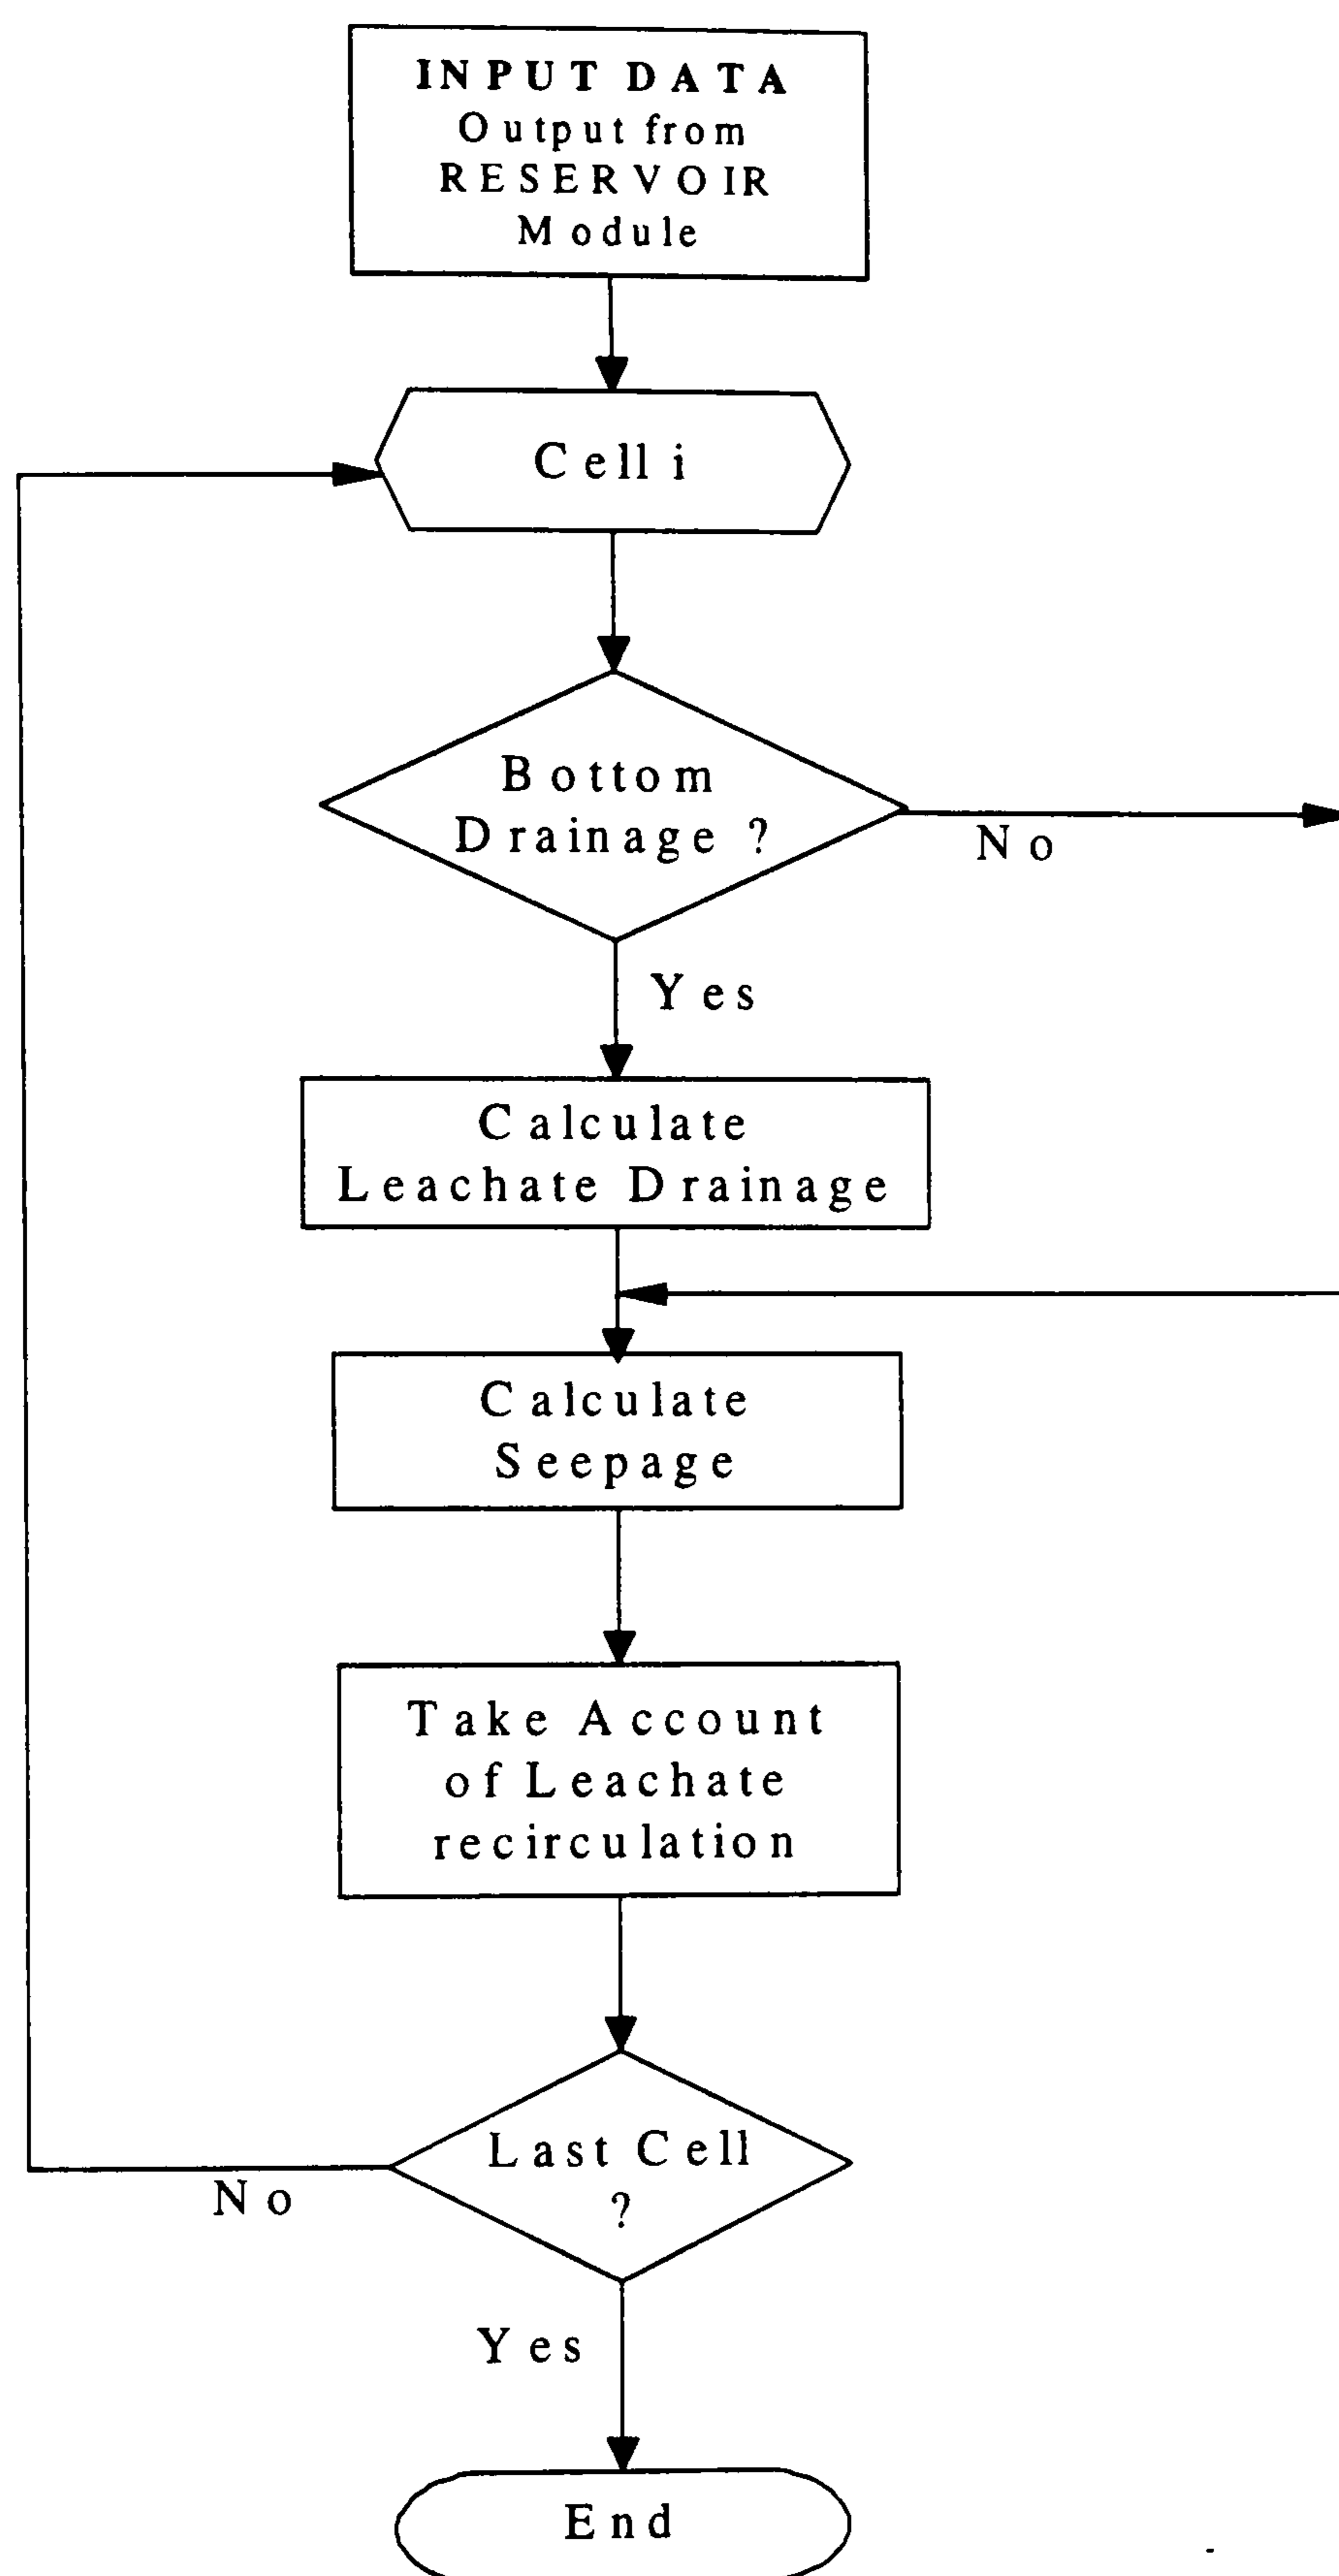 INPUT DATA
Output from
RESERVOIR
Module
Cell i
Bottom
Drainage ?
No
Yes
Calculate
Leachate Drainage
Calculate
Seepage
Take Account
of Leachate
recirculation
Last Cell
?
No
Yes
End